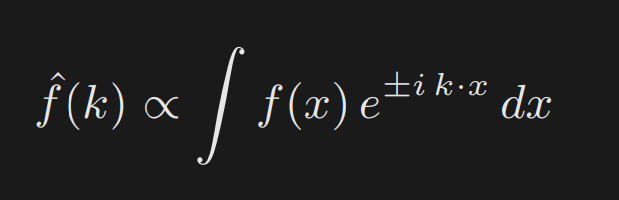 f̂(k) ∝ ∫ f(x) e^{±i k·x} dx